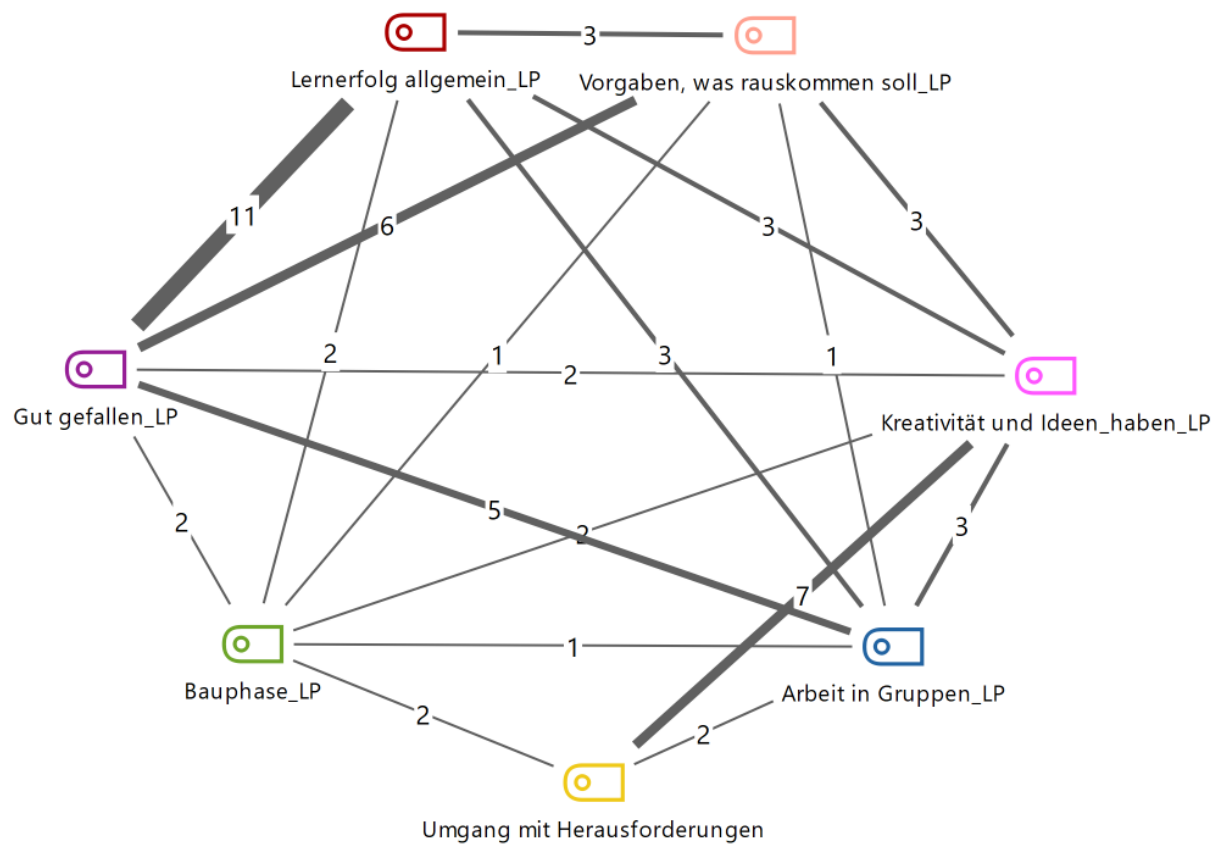 3
Lernerfolg allgemein_LP
Vorgaben, was rauskommen soll_LP
11
6
3
3
2
1
3
1
2
Gut gefallen_LP
Kreativität und Ideen_haben_LP
5
2
3
2
7
1
Bauphase_LP
Arbeit in Gruppen_LP
2
2
Umgang mit Herausforderungen